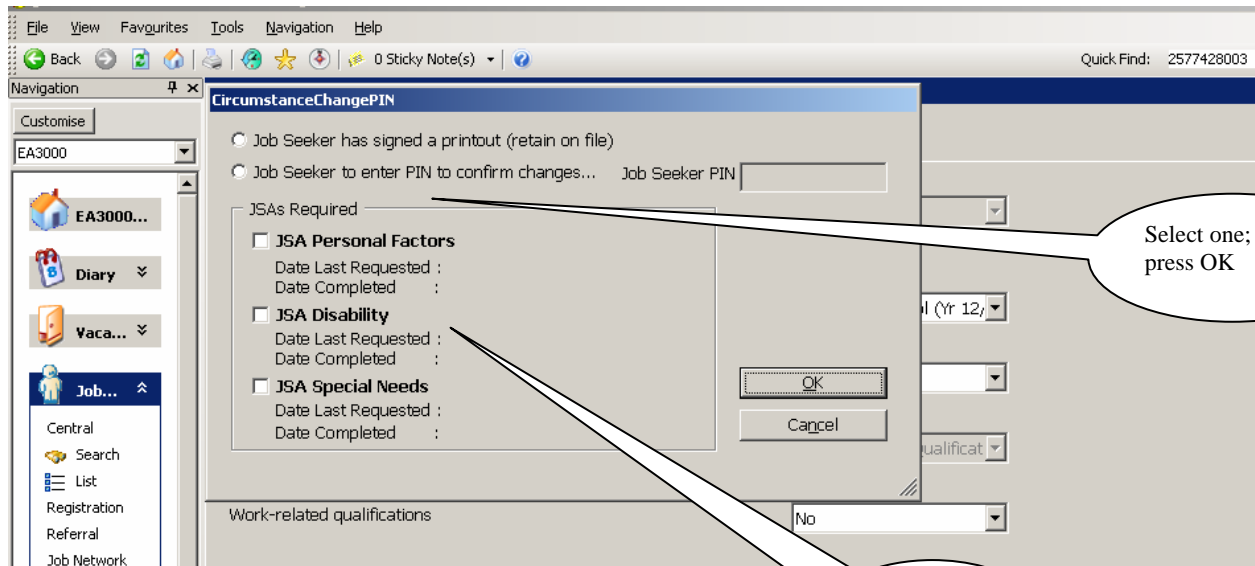 File View Favourites Tools Navigation Help
Back 0 Sticky Note(s) Quick Find: 2577428003
Navigation
Customise
EA3000
EA3000...
Diary
Vaca...
Job...
Central
Search
List
Registration
Referral
Job Network
CircumstanceChangePIN
Job Seeker has signed a printout (retain on file)
Job Seeker to enter PIN to confirm changes... Job Seeker PIN
JSAs Required
JSA Personal Factors
Date Last Requested :
Date Completed :
JSA Disability
Date Last Requested :
Date Completed :
JSA Special Needs
Date Last Requested :
Date Completed :
OK
Cancel
Select one;
press OK
(Yr 12/
ualificat
Work-related qualifications No